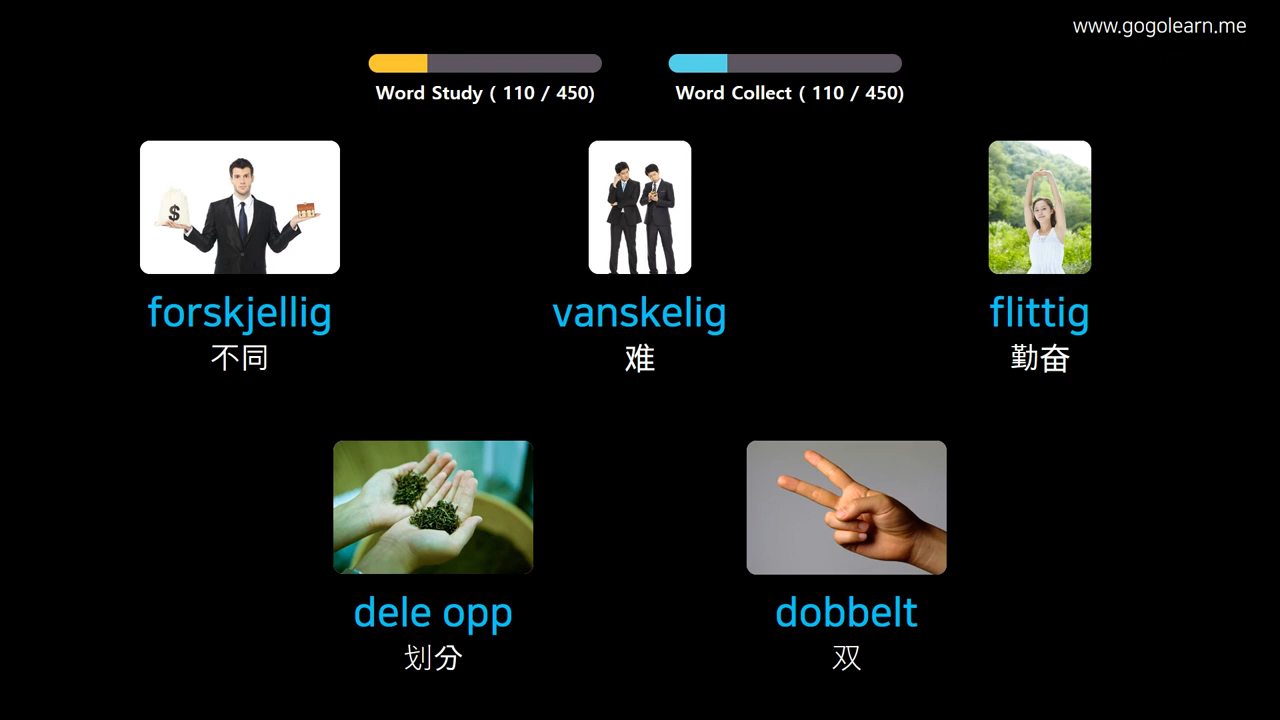 www.gogolearn.me
Word Study ( 110 / 450)
Word Collect ( 110 / 450)
$
forskjellig
不同
vanskelig
难
flittig
勤奋
dele opp
划分
dobbelt
双